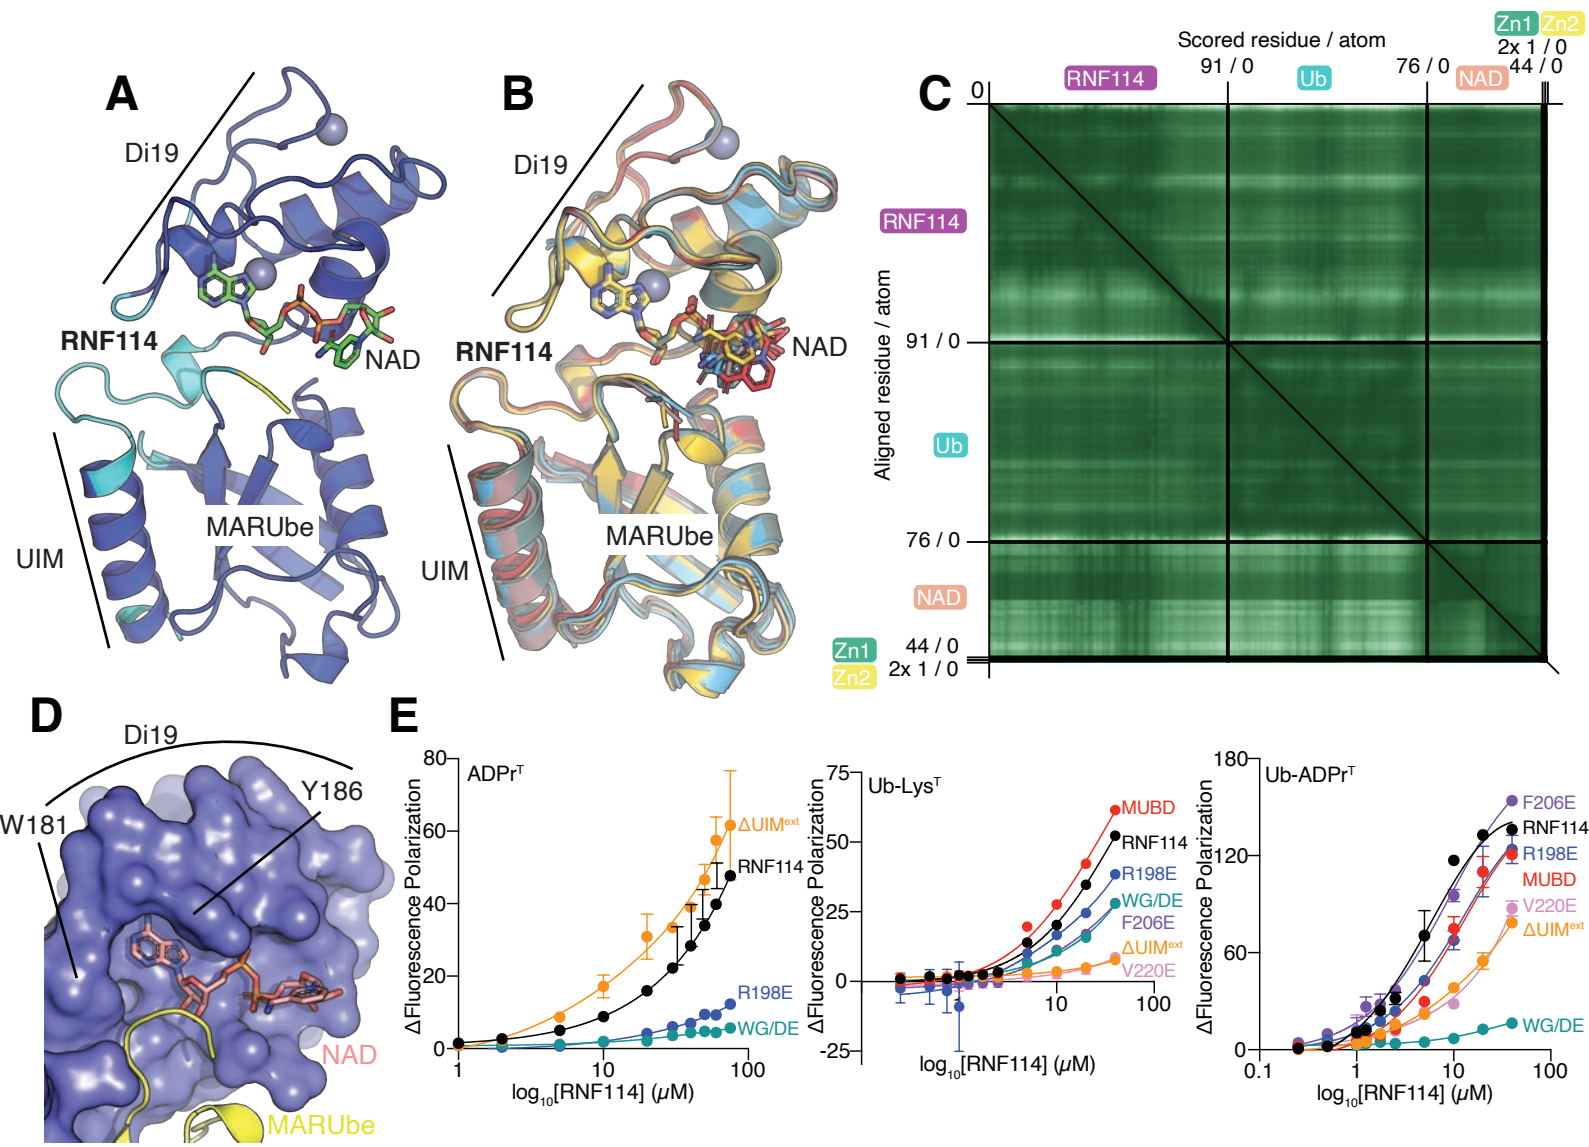 A
Di19
RNF114
NAD
MARUbe
UIM
B
Di19
RNF114
NAD
MARUbe
UIM
C
Scored residue / atom
Zn1 Zn2
2x 1 / 0
RNF114 91 / 0 Ub 76 / 0 NAD 44 / 0
0
Aligned residue / atom
RNF114
91 / 0
Ub
76 / 0
NAD
44 / 0
Zn1
2x 1 / 0
Zn2
D
Di19
W181
Y186
NAD
MARUbe
E
ΔFluorescence Polarization
80
60
40
20
0
ADPrᵀ
ΔUIMᵉˣᵗ
RNF114
R198E
WG/DE
1 10 100
log₁₀[RNF114] (µM)
ΔFluorescence Polarization
75
50
25
0
-25
Ub-Lysᵀ
MUBD
RNF114
R198E
WG/DE
F206E
ΔUIMᵉˣᵗ
V220E
10 100
log₁₀[RNF114] (µM)
ΔFluorescence Polarization
180
120
60
0
Ub-ADPrᵀ
F206E
RNF114
R198E
MUBD
V220E
ΔUIMᵉˣᵗ
WG/DE
0.1 1 10 100
log₁₀[RNF114] (µM)